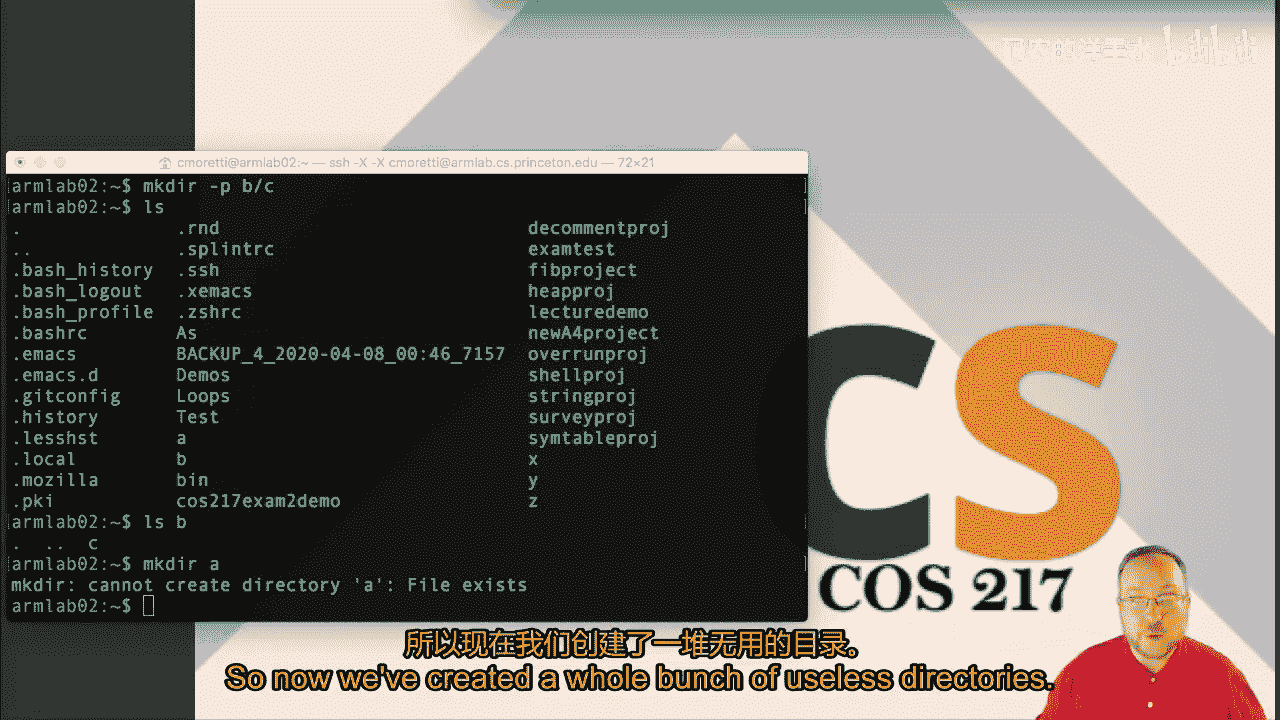 cmoretti@armlab02:~ — ssh -X -X cmoretti@armlab.cs.princeton.edu — 72×21
armlab02:~$ mkdir -p b/c
armlab02:~$ ls
. .rnd decommentproj
.. .splintrc examtest
.bash_history .ssh fibproject
.bash_logout .xemacs heapproj
.bash_profile .zshrc lecturedemo
.bashrc As newA4project
.emacs BACKUP_4_2020-04-08_00:46_7157 overrunproj
.emacs.d Demos shellproj
.gitconfig Loops stringproj
.history Test surveyproj
.lesshst a symtableproj
.local b x
.mozilla bin y
.pki cos217exam2demo z
armlab02:~$ ls b
. .. c
armlab02:~$ mkdir a
mkdir: cannot create directory 'a': File exists
armlab02:~$
CS
COS 217
所以现在我们创建了一堆无用的目录。
So now we've created a whole bunch of useless directories.